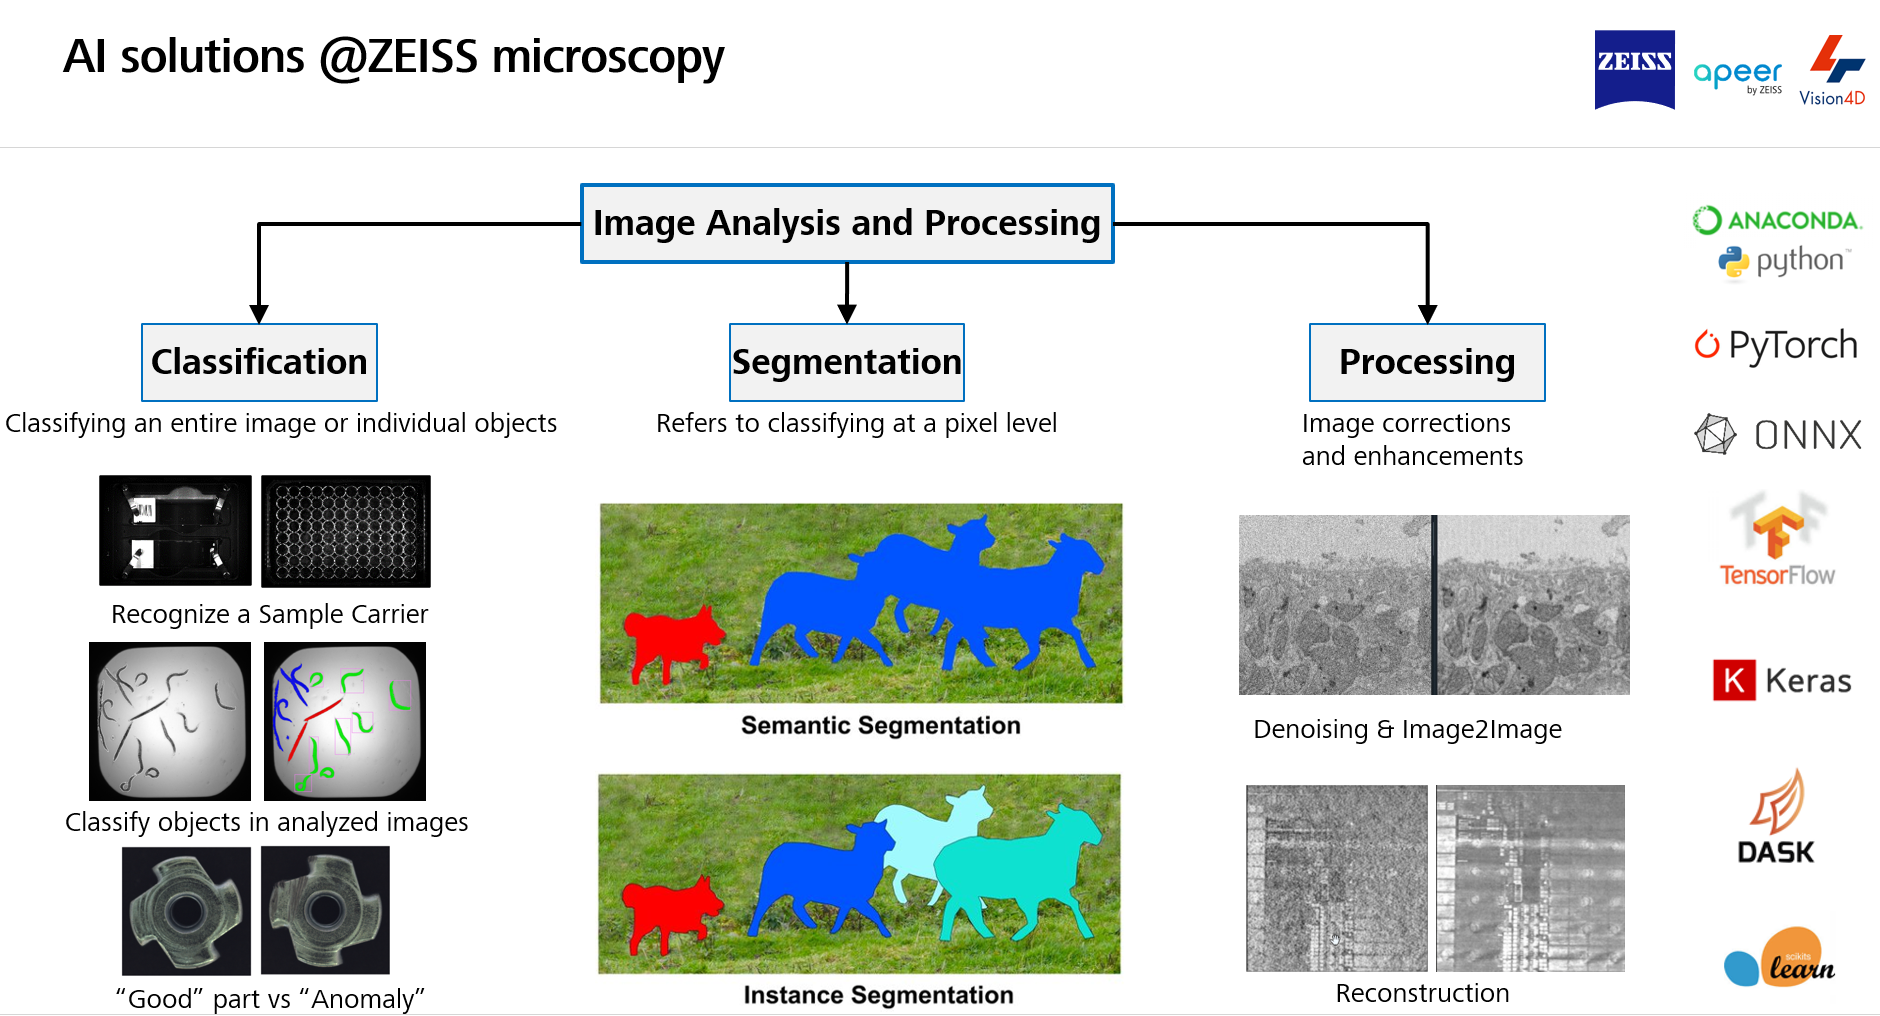 AI solutions @ZEISS microscopy
ZEISS
apeer
by ZEISS
Vision4D
Image Analysis and Processing
Classification
Classifying an entire image or individual objects
Recognize a Sample Carrier
Classify objects in analyzed images
“Good” part vs “Anomaly”
Segmentation
Refers to classifying at a pixel level
Semantic Segmentation
Instance Segmentation
Processing
Image corrections
and enhancements
Denoising & Image2Image
Reconstruction
ANACONDA.
python™
PyTorch
ONNX
TensorFlow
K Keras
DASK
scikits
learn